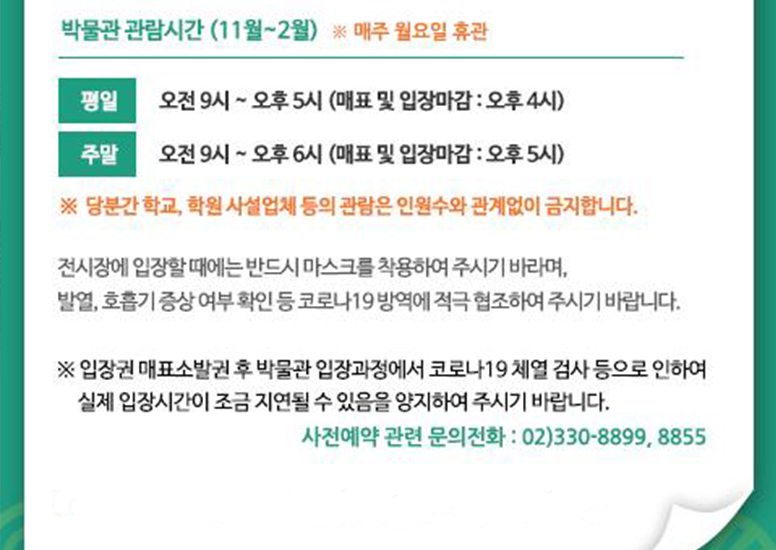 박물관 관람시간 (11월~2월) ※ 매주 월요일 휴관
평일 오전 9시 ~ 오후 5시 (매표 및 입장마감 : 오후 4시)
주말 오전 9시 ~ 오후 6시 (매표 및 입장마감 : 오후 5시)
※ 당분간 학교, 학원 사설업체 등의 관람은 인원수와 관계없이 금지합니다.
전시장에 입장할 때에는 반드시 마스크를 착용하여 주시기 바라며,
발열, 호흡기 증상 여부 확인 등 코로나19 방역에 적극 협조하여 주시기 바랍니다.
※ 입장권 매표소발권 후 박물관 입장과정에서 코로나19 체열 검사 등으로 인하여
실제 입장시간이 조금 지연될 수 있음을 양지하여 주시기 바랍니다.
사전예약 관련 문의전화 : 02)330-8899, 8855